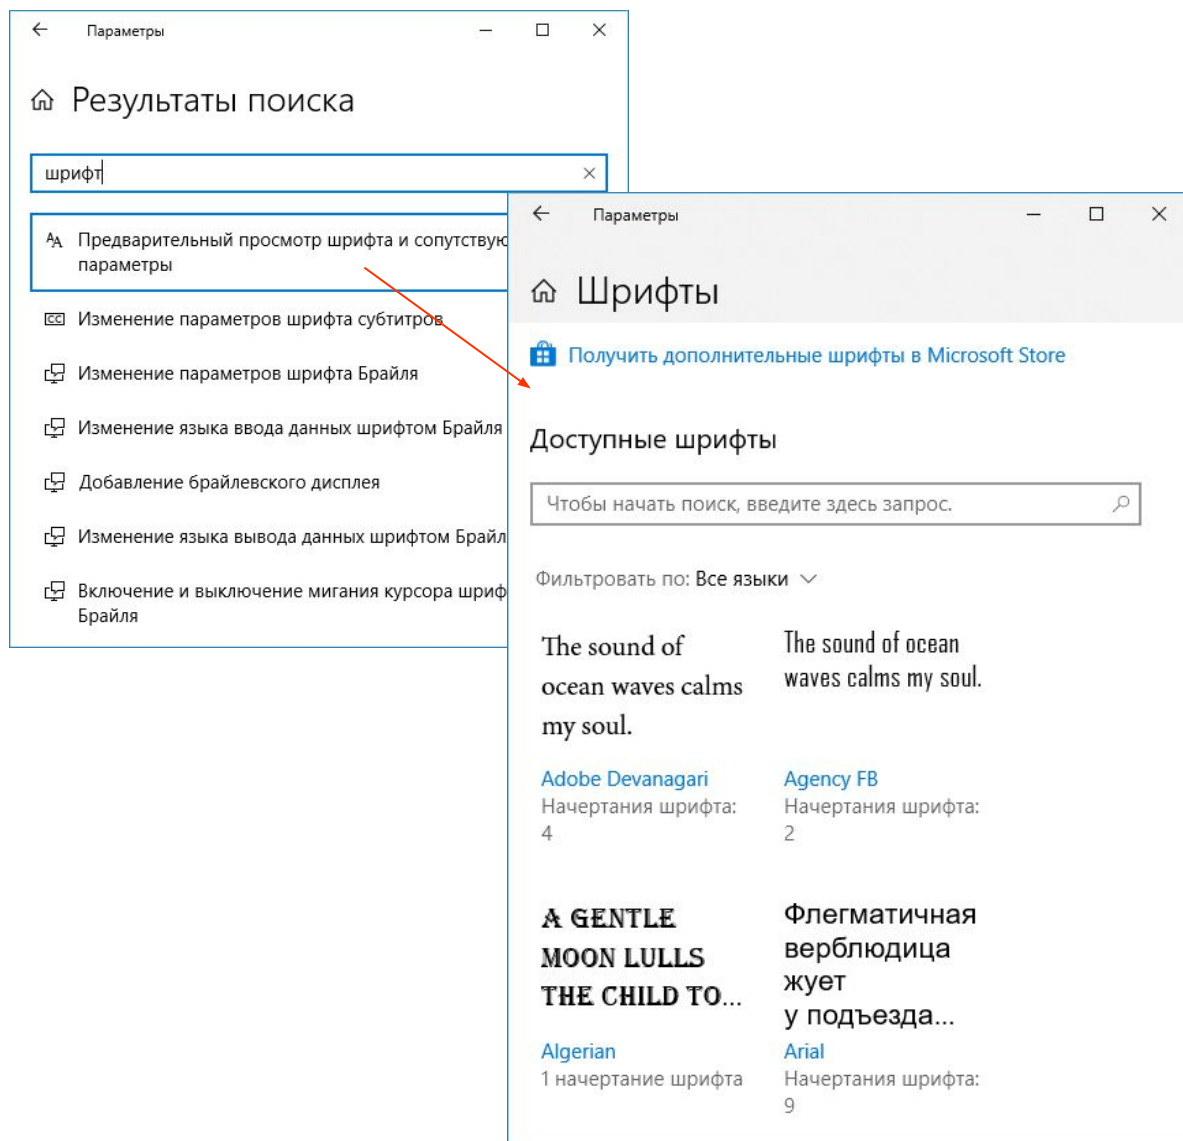 Параметры
Результаты поиска
шрифт
Предварительный просмотр шрифта и
параметры
Изменение параметров шрифта субтитров
Изменение параметров шрифта Брайля
Изменение языка ввода данных шрифтом Брайля
Добавление брайлевского дисплея
Изменение языка вывода данных шрифтом
Включение и выключение мигания курсора
Брайля
Параметры
Шрифты
Получить дополнительные шрифты в Microsoft Store
Доступные шрифты
Чтобы начать поиск, введите здесь запрос.
Фильтровать по: Все языки
The sound of
ocean waves calms
my soul.
Adobe Devanagari
Начертания шрифта:
4
The sound of ocean
waves calms my soul.
Agency FB
Начертания шрифта:
2
A GENTLE
MOON LULLS
THE CHILD TO...
Algerian
1 начертание шрифта
Флегматичная
верблюдица
жует
у подъезда...
Arial
Начертания шрифта:
9